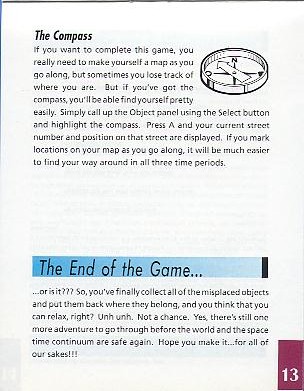 The Compass
If you want to complete this game, you
really need to make yourself a map as you
go along, but sometimes you lose track of
where you are. But if you've got the
compass, you'll be able find yourself pretty
easily. Simply call up the Object panel using the Select button
and highlight the compass. Press A and your current street
number and position on that street are displayed. If you mark
locations on your map as you go along, it will be much easier
to find your way around in all three time periods.
The End of the Game...
...or is it??? So, you've finally collect all of the misplaced objects
and put them back where they belong, and you think that you
can relax, right? Unh unh. Not a chance. Yes, there's still one
more adventure to go through before the world and the space
time continuum are safe again. Hope you make it...for all of
our sakes!!!
13